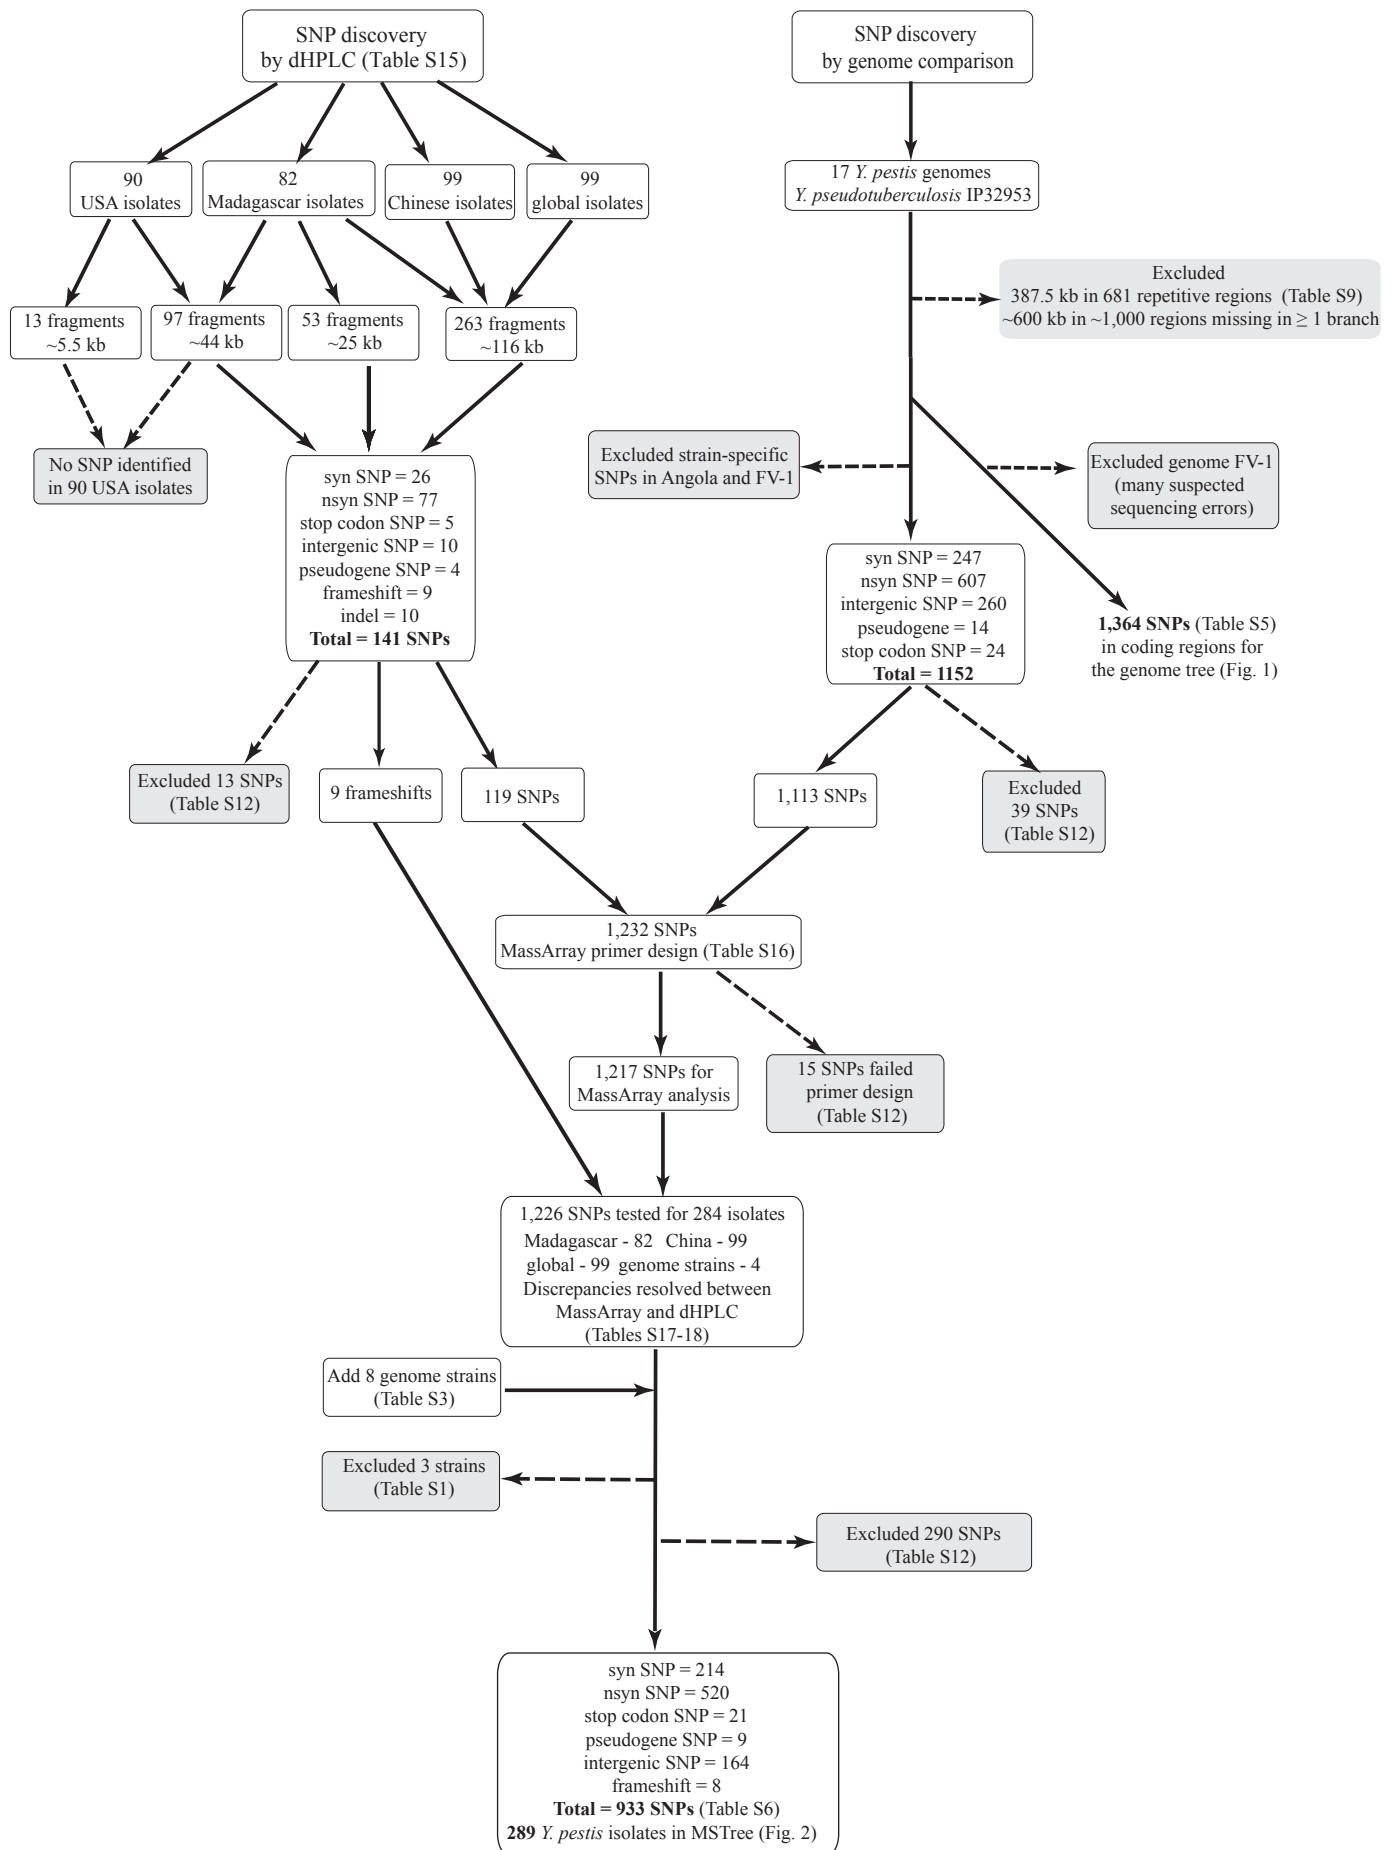 SNP discovery
by dHPLC (Table S15)
SNP discovery
by genome comparison
90
USA isolates
82
Madagascar isolates
99
Chinese isolates
99
global isolates
17 Y. pestis genomes
Y. pseudotuberculosis IP32953
Excluded
387.5 kb in 681 repetitive regions (Table S9)
~600 kb in ~1,000 regions missing in ≥ 1 branch
13 fragments
~5.5 kb
97 fragments
~44 kb
53 fragments
~25 kb
263 fragments
~116 kb
No SNP identified
in 90 USA isolates
Excluded strain-specific
SNPs in Angola and FV-1
Excluded genome FV-1
(many suspected
sequencing errors)
syn SNP = 26
nsyn SNP = 77
stop codon SNP = 5
intergenic SNP = 10
pseudogene SNP = 4
frameshift = 9
indel = 10
Total = 141 SNPs
syn SNP = 247
nsyn SNP = 607
intergenic SNP = 260
pseudogene = 14
stop codon SNP = 24
Total = 1152
1,364 SNPs (Table S5)
in coding regions for
the genome tree (Fig. 1)
Excluded 13 SNPs
(Table S12)
9 frameshifts
119 SNPs
1,113 SNPs
Excluded
39 SNPs
(Table S12)
1,232 SNPs
MassArray primer design (Table S16)
1,217 SNPs for
MassArray analysis
15 SNPs failed
primer design
(Table S12)
1,226 SNPs tested for 284 isolates
Madagascar - 82 China - 99
global - 99 genome strains - 4
Discrepancies resolved between
MassArray and dHPLC
(Tables S17-18)
Add 8 genome strains
(Table S3)
Excluded 3 strains
(Table S1)
Excluded 290 SNPs
(Table S12)
syn SNP = 214
nsyn SNP = 520
stop codon SNP = 21
pseudogene SNP = 9
intergenic SNP = 164
frameshift = 8
Total = 933 SNPs (Table S6)
289 Y. pestis isolates in MSTree (Fig. 2)